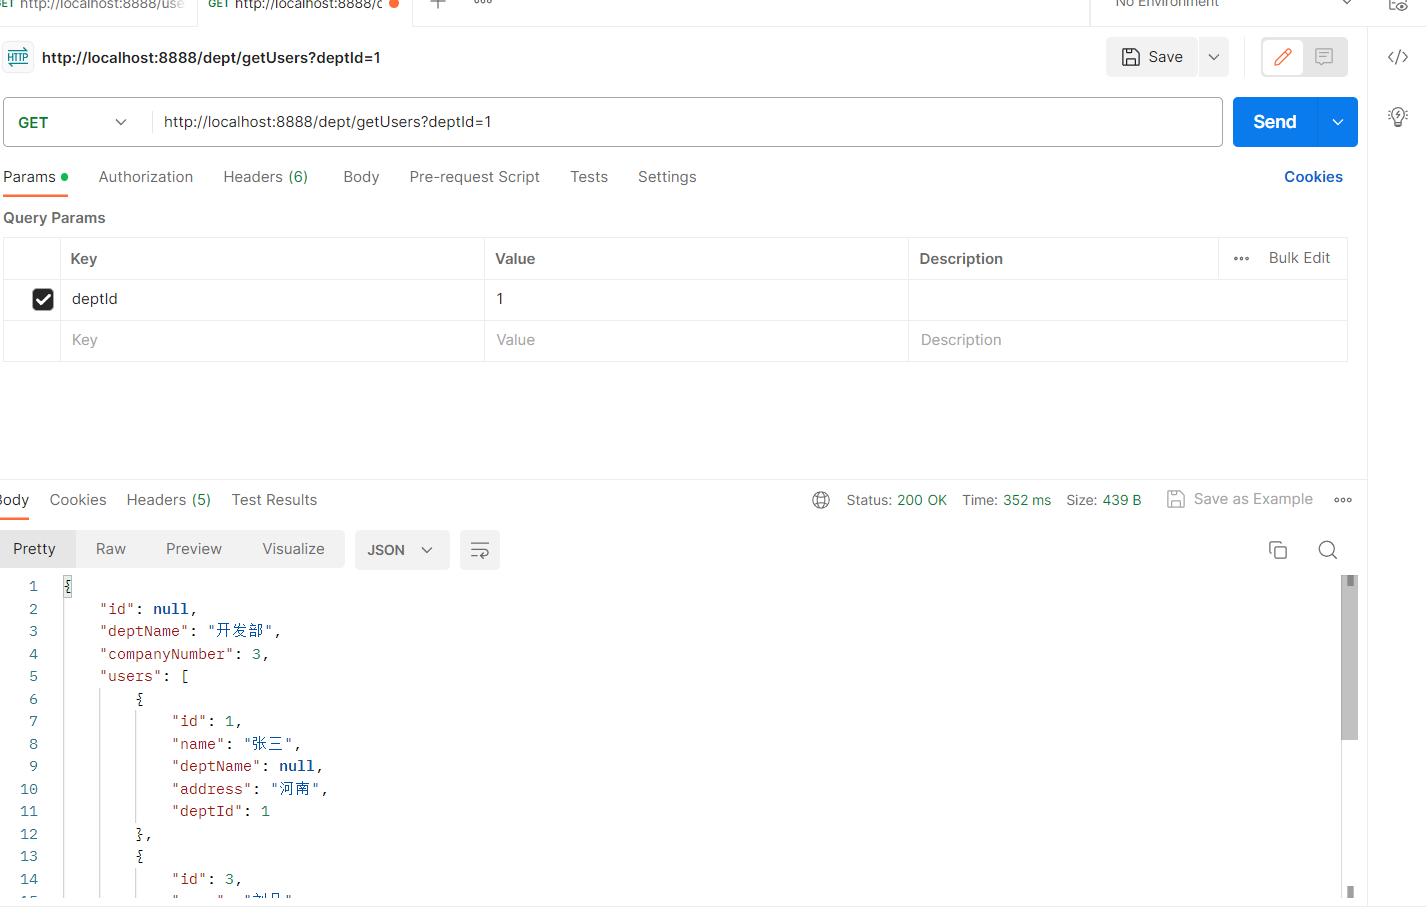 GET http://localhost:8888/use
GET http://localhost:8888/c
No Environment
HTTP http://localhost:8888/dept/getUsers?deptId=1
Save
GET http://localhost:8888/dept/getUsers?deptId=1 Send
Params Authorization Headers (6) Body Pre-request Script Tests Settings Cookies
Query Params
Key Value Description Bulk Edit
deptId 1
Key Value Description
Body Cookies Headers (5) Test Results Status: 200 OK Time: 352 ms Size: 439 B Save as Example
Pretty Raw Preview Visualize JSON
1 {
2 "id": null,
3 "deptName": "开发部",
4 "companyNumber": 3,
5 "users": [
6 {
7 "id": 1,
8 "name": "张三",
9 "deptName": null,
10 "address": "河南",
11 "deptId": 1
12 },
13 {
14 "id": 3,